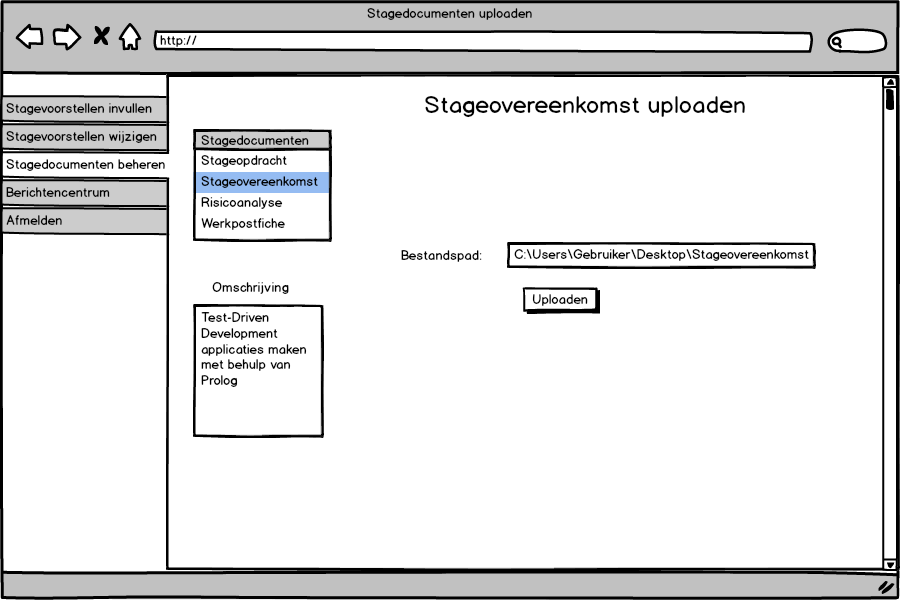 Stagedocumenten uploaden
http://
Stagevoorstellen invullen
Stagevoorstellen wijzigen
Stagedocumenten beheren
Berichtencentrum
Afmelden
Stageovereenkomst uploaden
Stagedocumenten
Stageopdracht
Stageovereenkomst
Risicoanalyse
Werkpostfiche
Bestandspad: C:\Users\Gebruiker\Desktop\Stageovereenkomst
Uploaden
Omschrijving
Test-Driven
Development
applicaties maken
met behulp van
Prolog